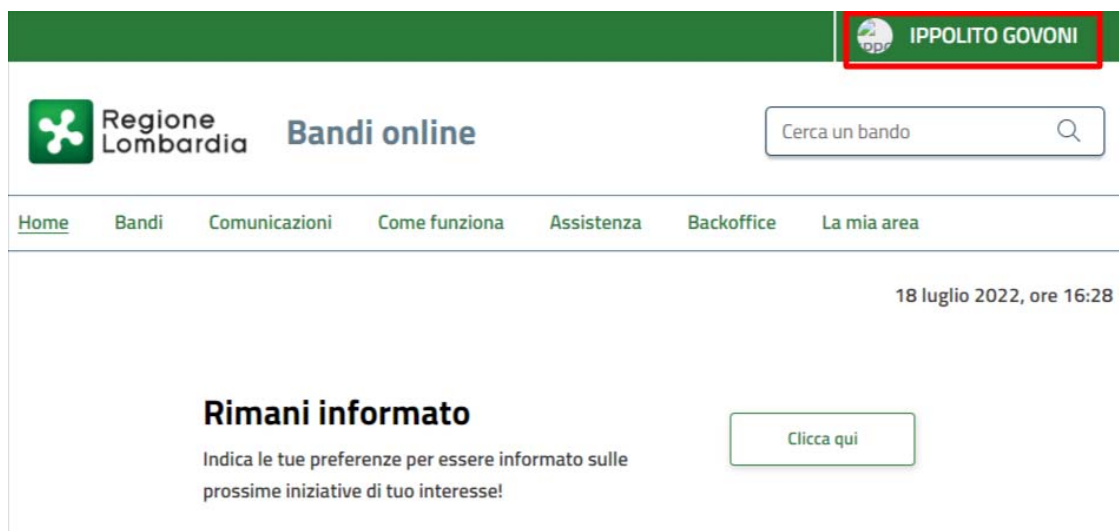 IPPOLITO GOVONI
Regione
Lombardia
Bandi online
Cerca un bando
Home Bandi Comunicazioni Come funziona Assistenza Backoffice La mia area
18 luglio 2022, ore 16:28
Rimani informato
Indica le tue preferenze per essere informato sulle
prossime iniziative di tuo interesse!
Clicca qui